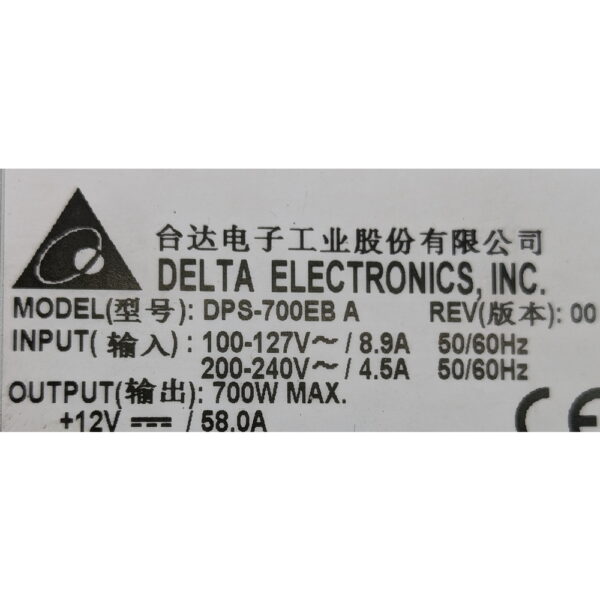 台达电子工业股份有限公司
DELTA ELECTRONICS, INC.
MODEL(型号): DPS-700EB A REV(版本): 00
INPUT( 输入) : 100-127V～ / 8.9A 50/60Hz
200-240V～ / 4.5A 50/60Hz
OUTPUT(输出): 700W MAX.
+12V ⎓ / 58.0A
CE